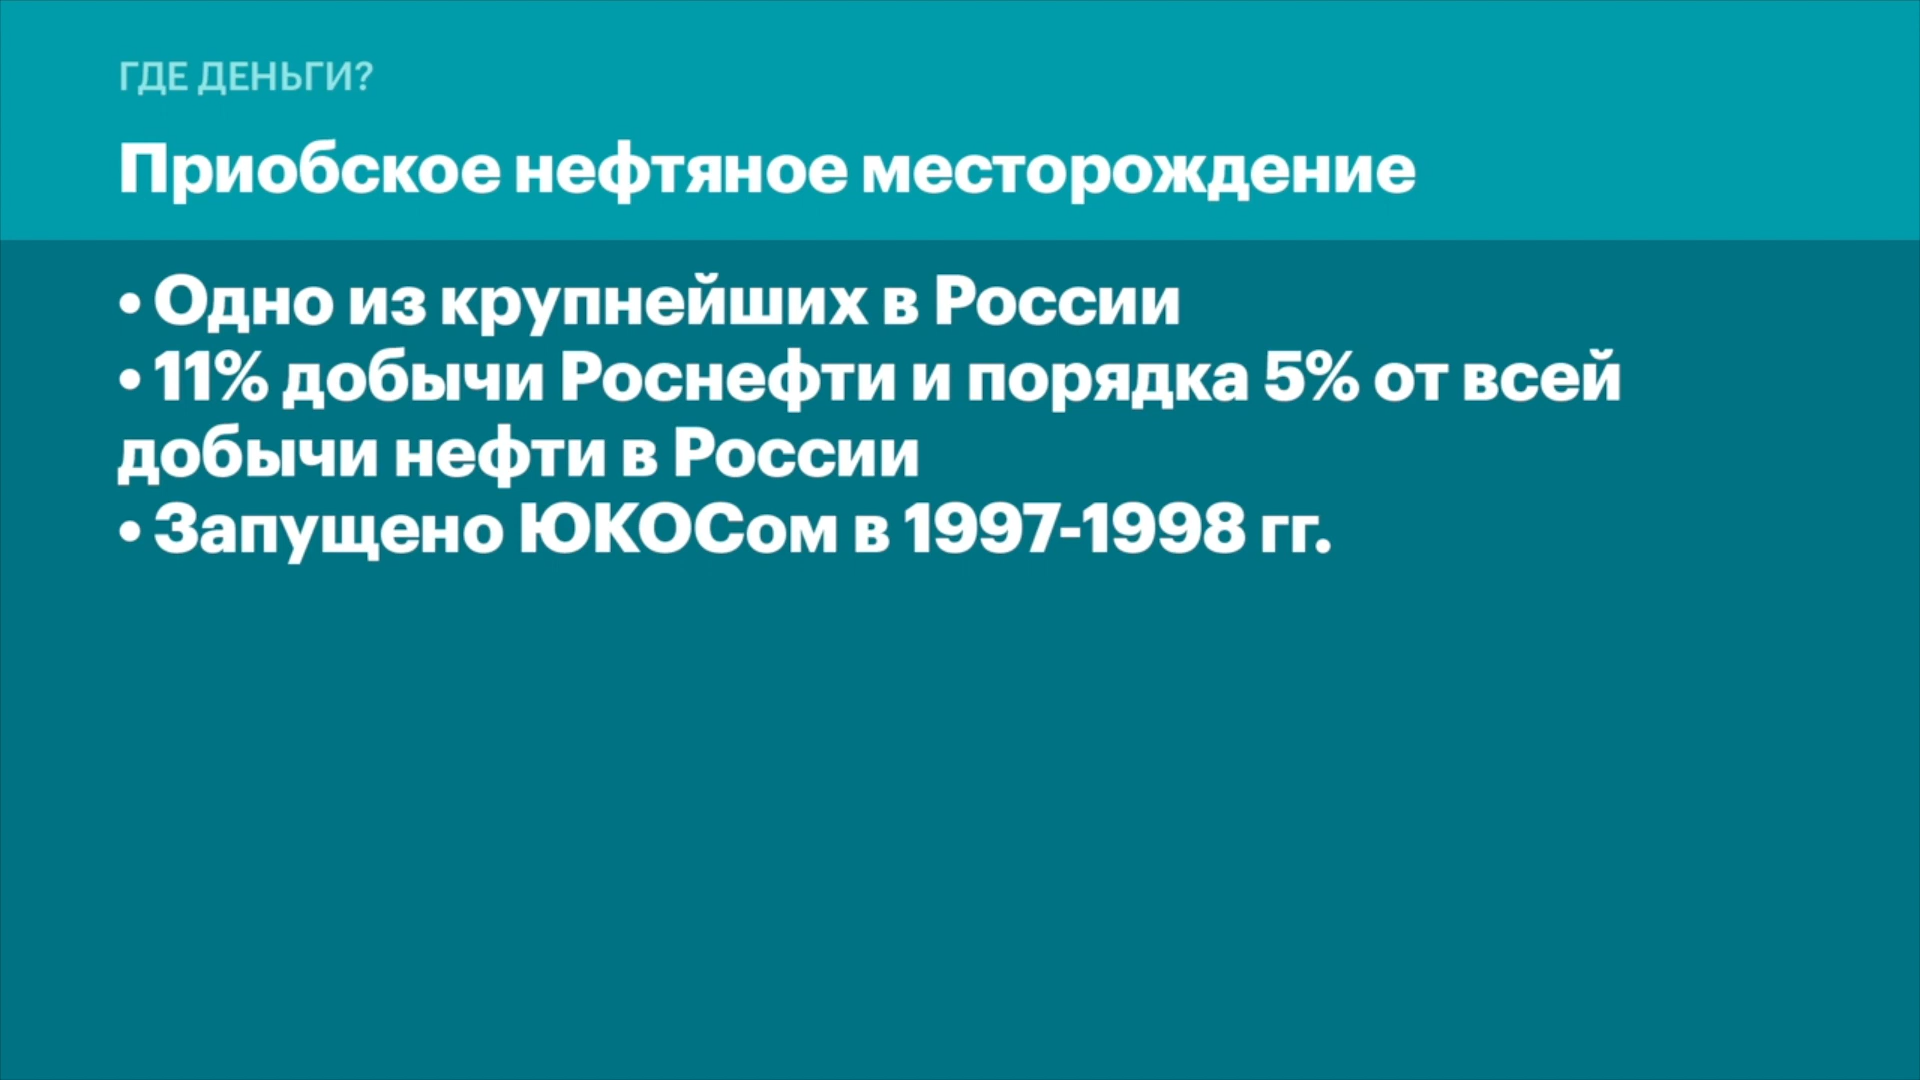 ГДЕ ДЕНЬГИ?
Приобское нефтяное месторождение
• Одно из крупнейших в России
• 11% добычи Роснефти и порядка 5% от всей
добычи нефти в России
• Запущено ЮКОСом в 1997-1998 гг.